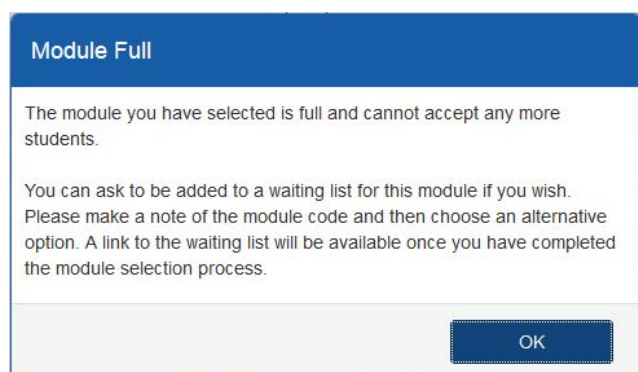 Module Full
The module you have selected is full and cannot accept any more
students.
You can ask to be added to a waiting list for this module if you wish.
Please make a note of the module code and then choose an alternative
option. A link to the waiting list will be available once you have completed
the module selection process.
OK